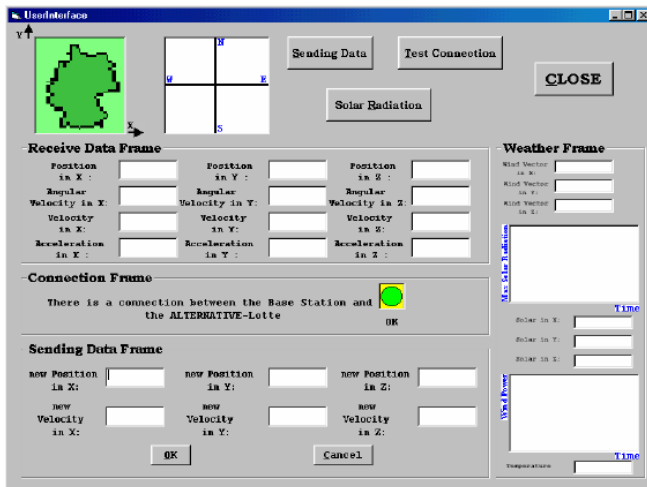 UserInterface
Y
N
W E
S
X
Sending Data
Test Connection
CLOSE
Solar Radiation
Receive Data Frame
Position in X :
Position in Y :
Position in Z :
Angular Velocity in X:
Angular Velocity in Y:
Angular Velocity in Z:
Velocity in X:
Velocity in Y:
Velocity in Z:
Acceleration in X :
Acceleration in Y :
Acceleration in Z :
Connection Frame
There is a connection between the Base Station and
the ALTERNATIVE-Lotte
OK
Sending Data Frame
new Position in X:
new Position in Y:
new Position in Z:
new Velocity in X:
new Velocity in Y:
new Velocity in Z:
OK
Cancel
Weather Frame
Wind Vector in X:
Wind Vector in Y:
Wind Vector in Z:
Max Solar Radiation
Time
Solar in X:
Solar in Y:
Solar in Z:
Wind Power
Time
Temperature